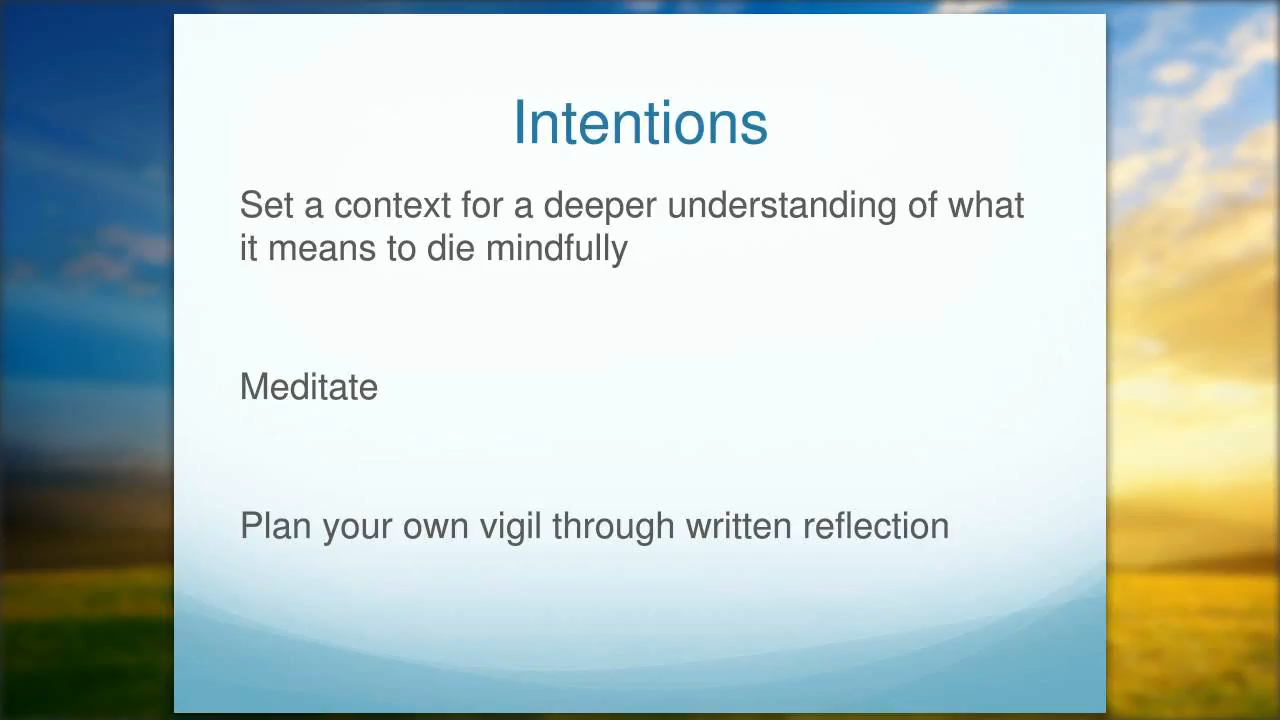 Intentions
Set a context for a deeper understanding of what
it means to die mindfully
Meditate
Plan your own vigil through written reflection